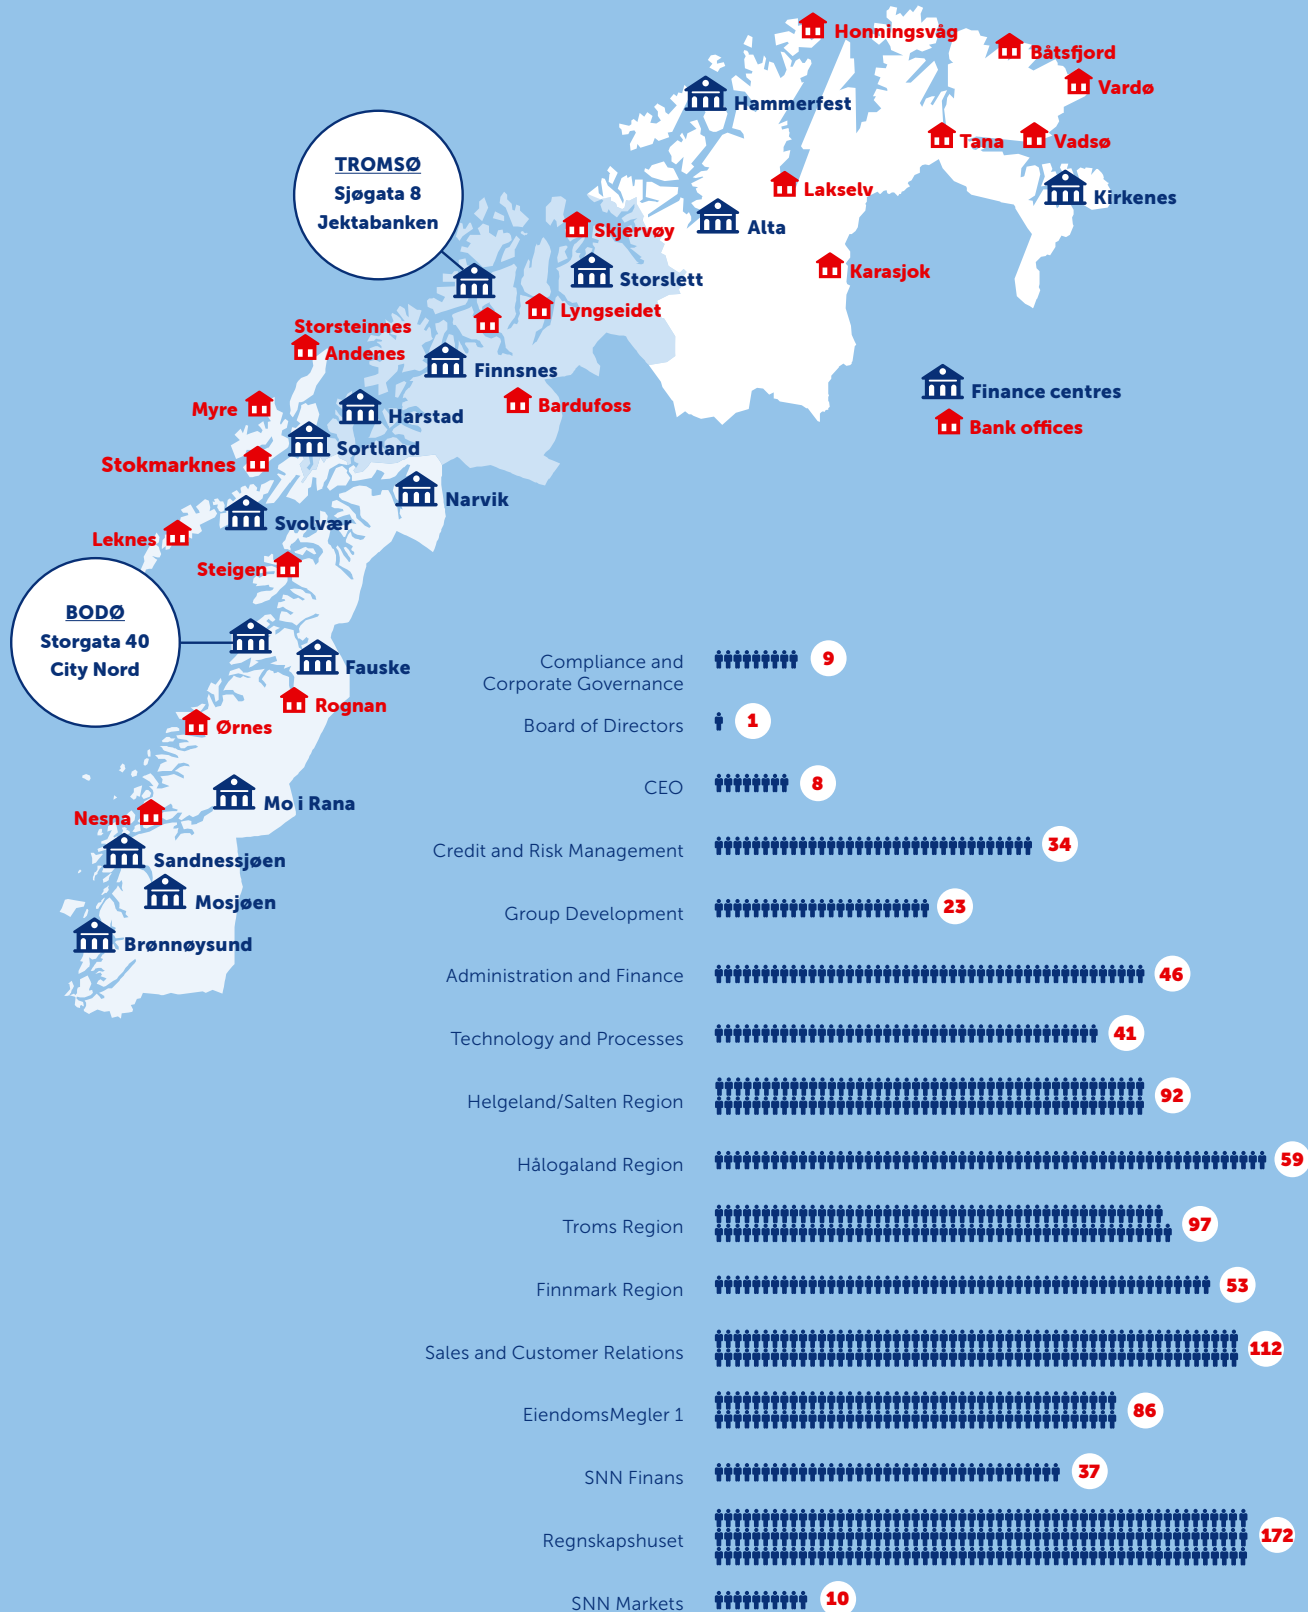 Honningsvåg
Båtsfjord
Vardø
Hammerfest
Tana
Vadsø
TROMSØ
Sjøgata 8
Jektabanken
Lakselv
Kirkenes
Skjervøy
Alta
Storslett
Karasjok
Lyngseidet
Storsteinnes
Andenes
Finnsnes
Finance centres
Bank offices
Myre
Harstad
Bardufoss
Sortland
Stokmarknes
Narvik
Svolvær
Leknes
Steigen
BODØ
Storgata 40
City Nord
Fauske
Rognan
Ørnes
Mo i Rana
Nesna
Sandnessjøen
Mosjøen
Brønnøysund
Compliance and
Corporate Governance
9
Board of Directors
1
CEO
8
Credit and Risk Management
34
Group Development
23
Administration and Finance
46
Technology and Processes
41
Helgeland/Salten Region
92
Hålogaland Region
59
Troms Region
97
Finnmark Region
53
Sales and Customer Relations
112
EiendomsMegler 1
86
SNN Finans
37
Regnskapshuset
172
SNN Markets
10